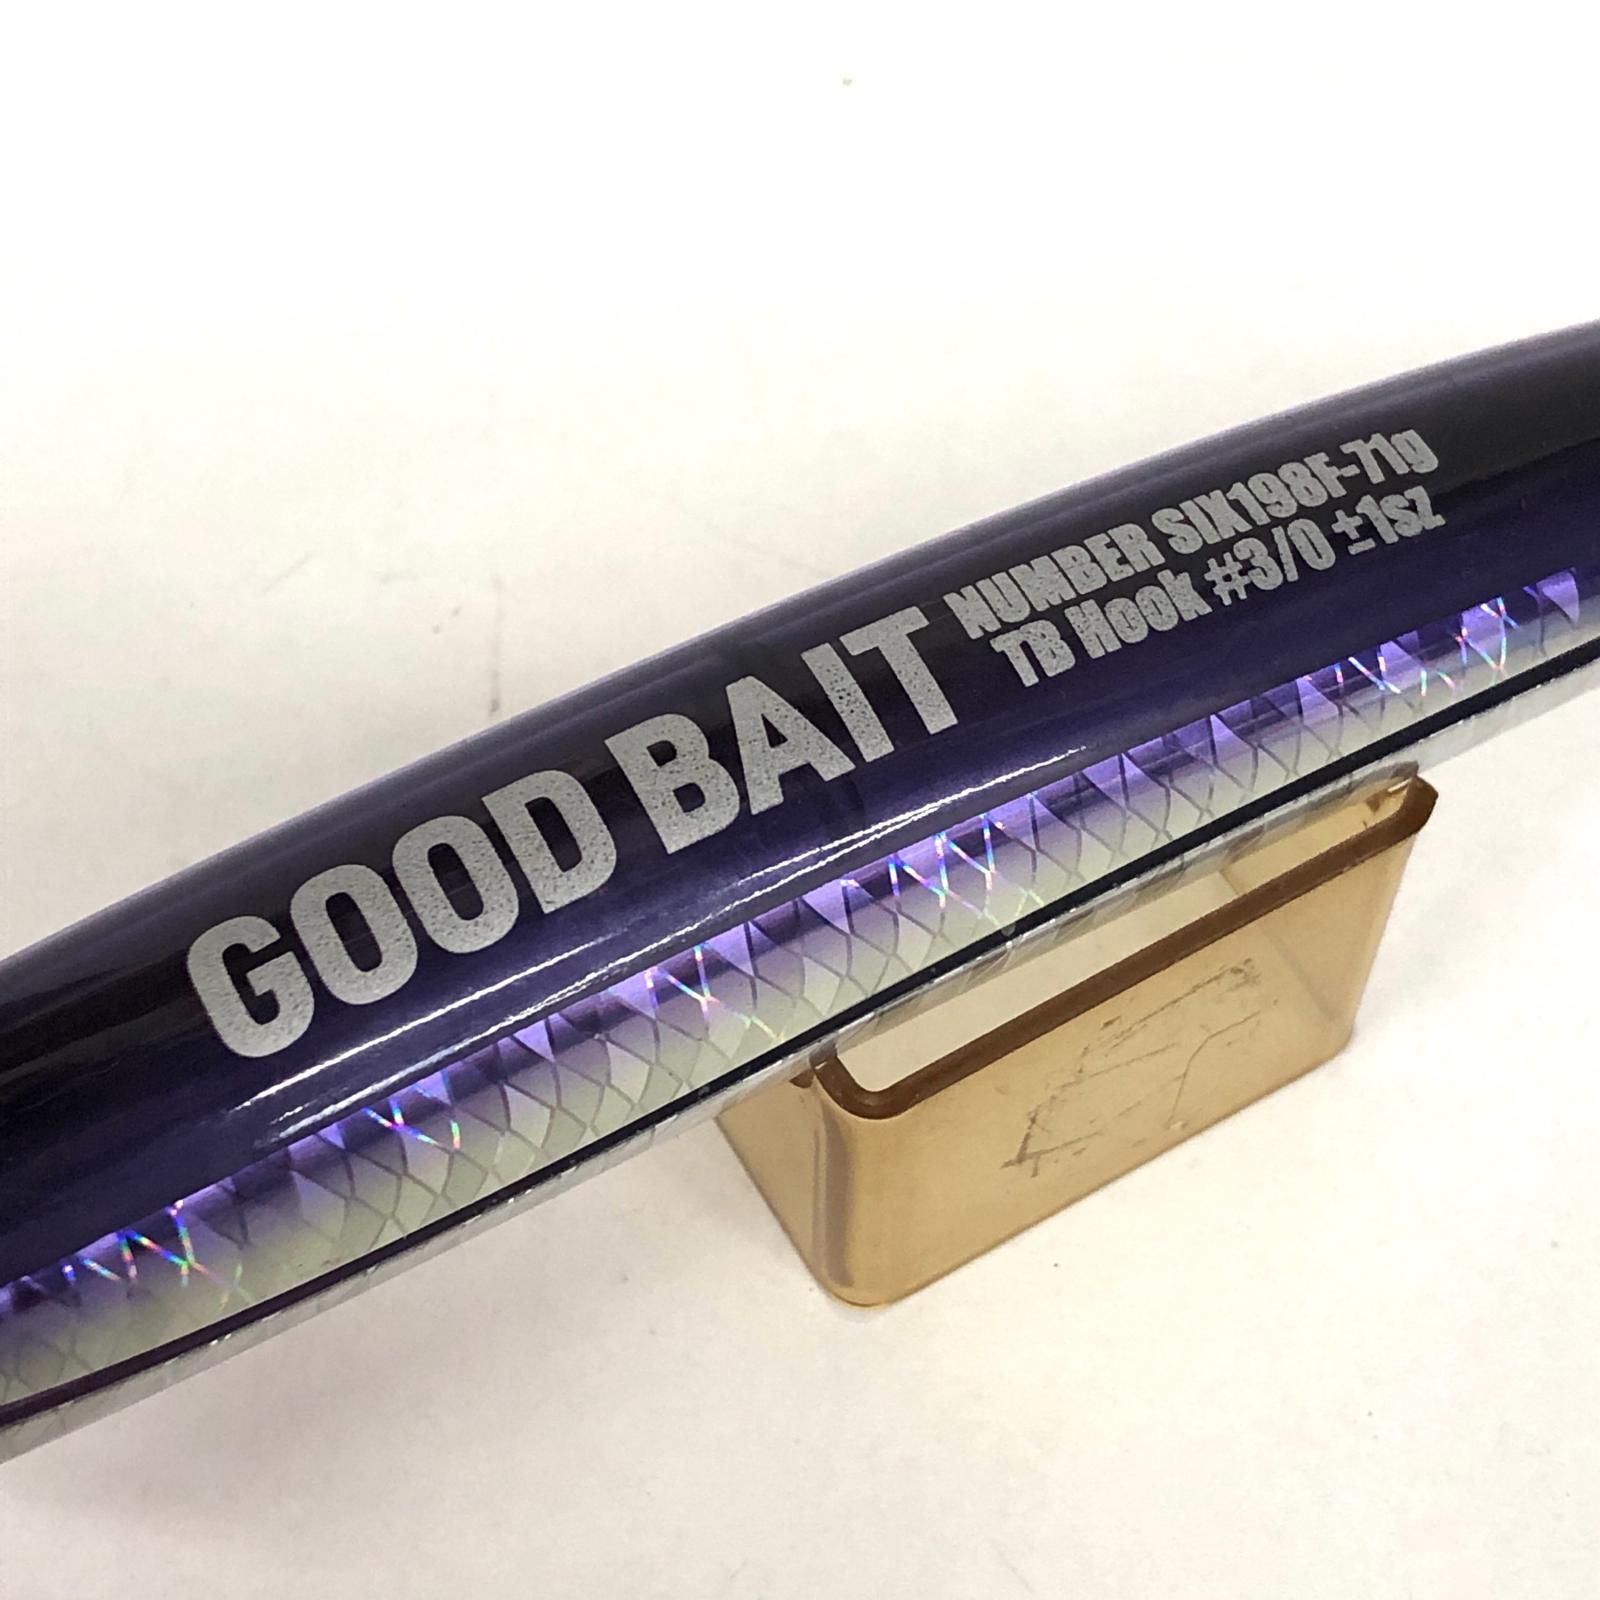 GOOD BAIT
NUMBER SIX198F-71g
TB Hook #3/0 ±1sz